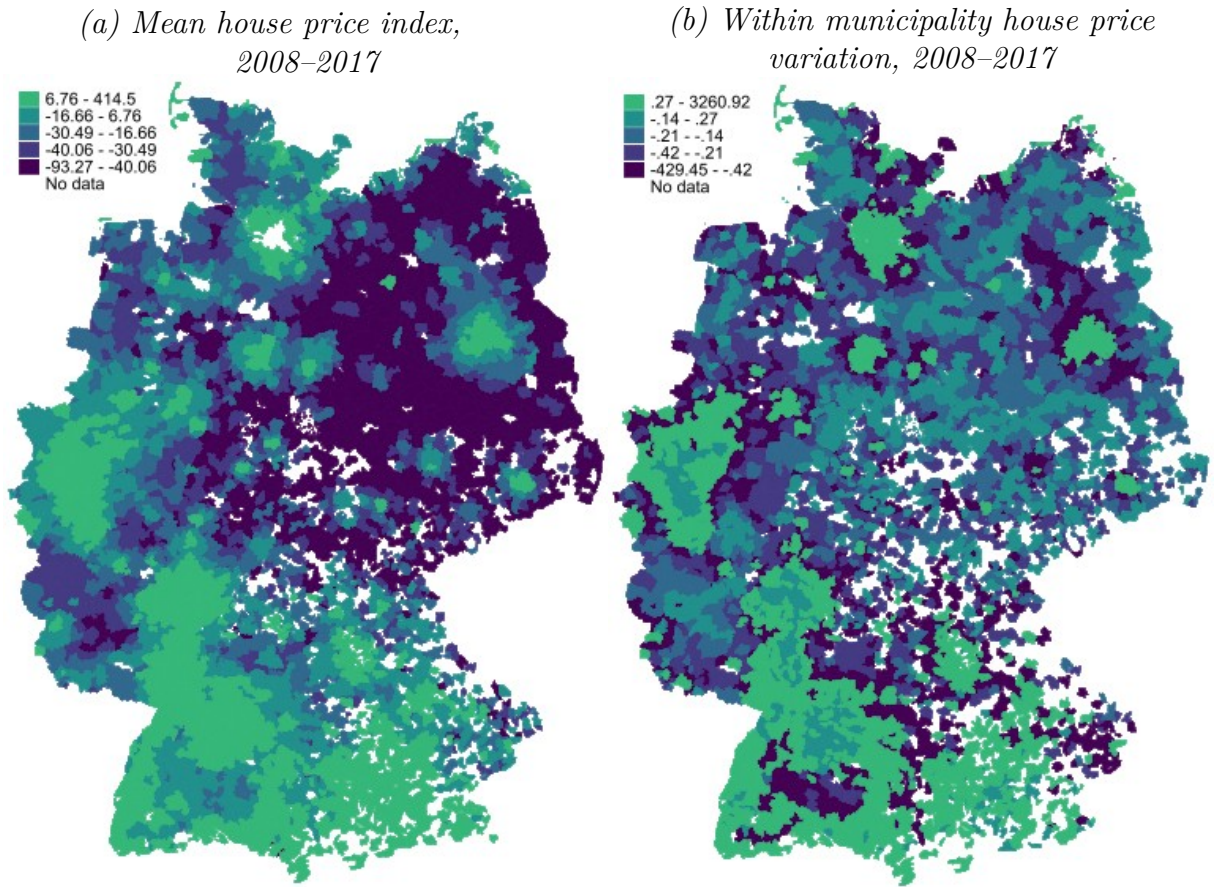 (a) Mean house price index,
2008–2017
6.76 - 414.5
-16.66 - 6.76
-30.49 - -16.66
-40.06 - -30.49
-93.27 - -40.06
No data
(b) Within municipality house price
variation, 2008–2017
.27 - 3260.92
-.14 - .27
-.21 - -.14
-.42 - -.21
-429.45 - -.42
No data